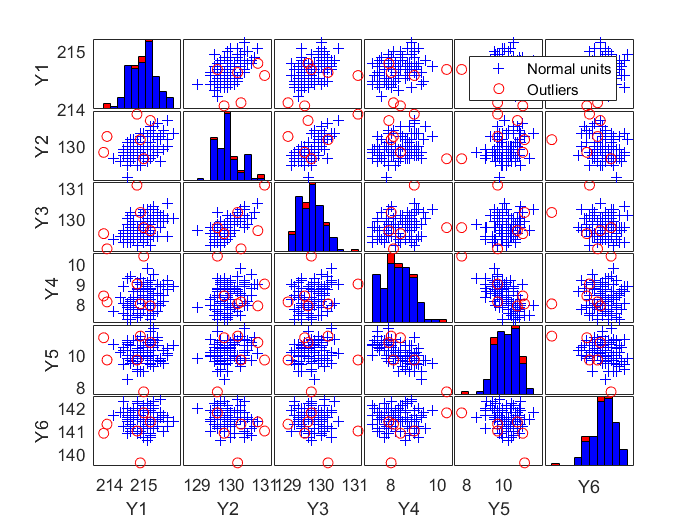 Y1
215
214
Normal units
Outliers
Y2
130
Y3
131
130
129
Y4
10
9
8
Y5
10
8
Y6
142
141
140
214 215
129 130 131
129 130 131
8 10
8 10
Y1 Y2 Y3 Y4 Y5 Y6